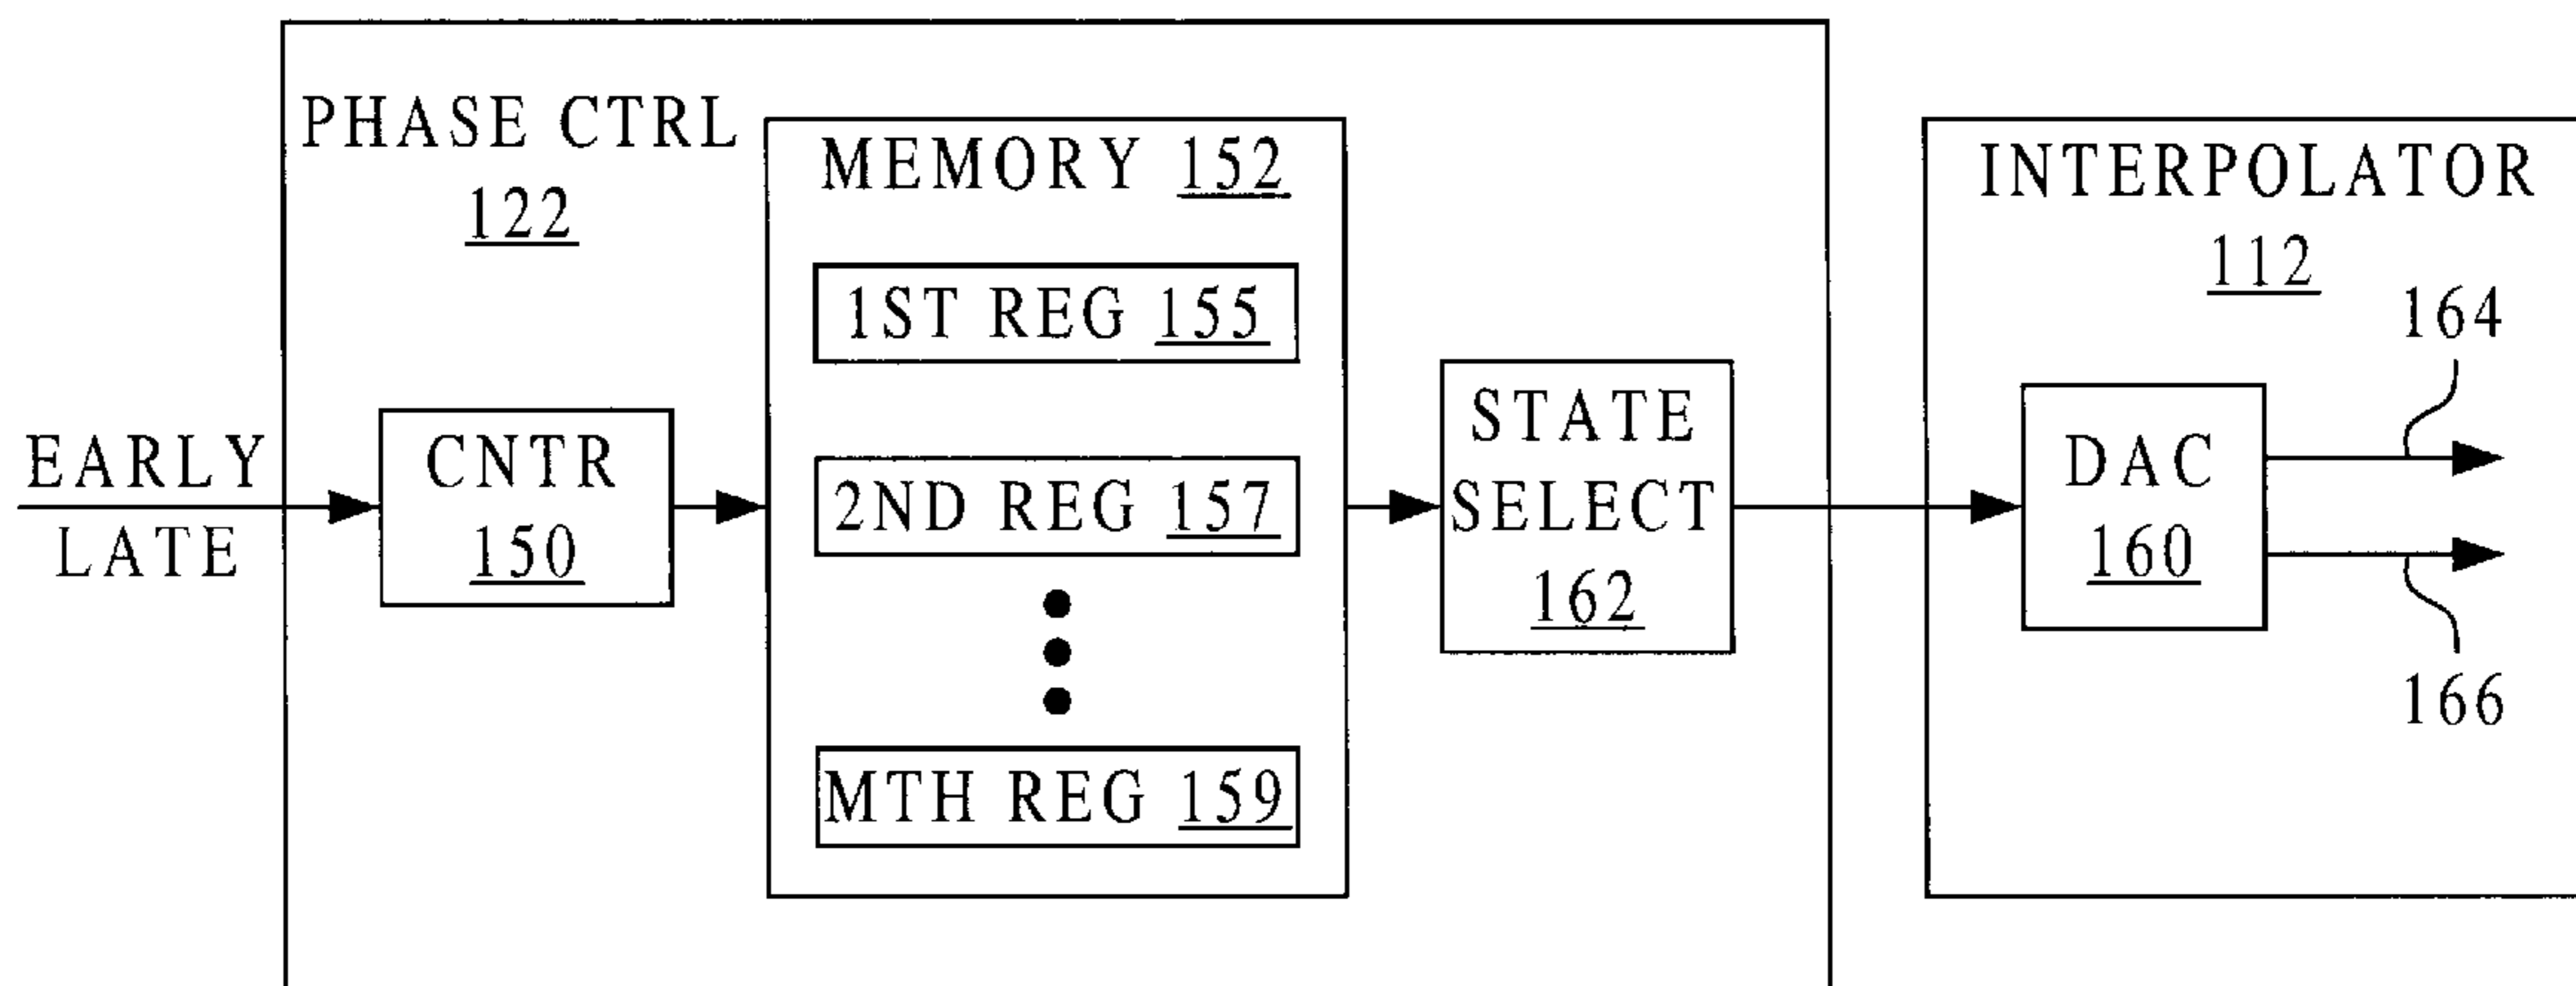 PHASE CTRL
122
EARLY
LATE
CNTR
150
MEMORY 152
1ST REG 155
2ND REG 157
MTH REG 159
STATE
SELECT
162
INTERPOLATOR
112
DAC
160
164
166